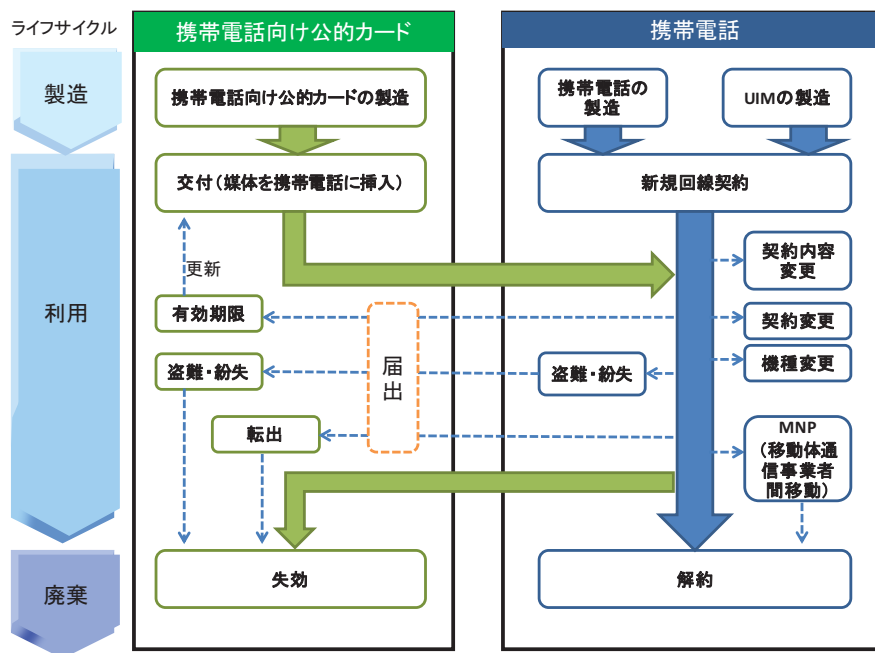 ライフサイクル
携帯電話向け公的カード
携帯電話
製造
携帯電話向け公的カードの製造
携帯電話の
製造
UIMの製造
利用
交付(媒体を携帯電話に挿入)
新規回線契約
更新
契約内容
変更
有効期限
契約変更
届
出
盗難・紛失
盗難・紛失
機種変更
転出
MNP
(移動体通
信事業者
間移動)
廃棄
失効
解約